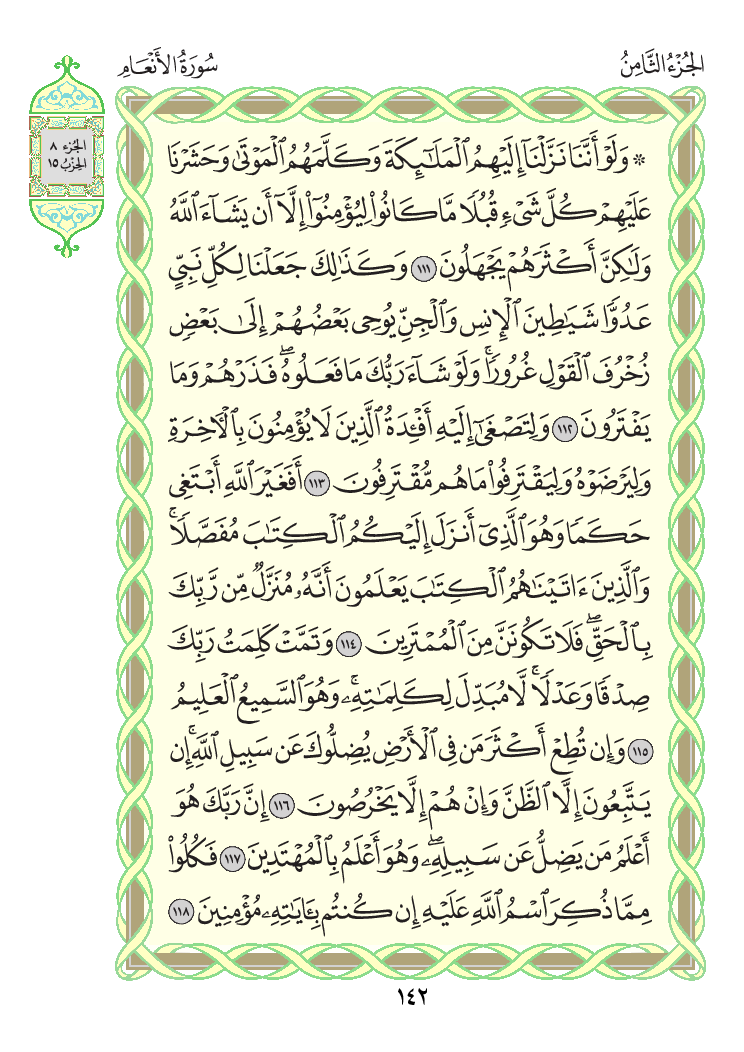 الجُزْءُ الثَّامِنُ
سُورَةُ الأَنْعَامِ
الجُزء ٨
الحِزْبُ ١٥
۞ وَلَوْ أَنَّنَا نَزَّلْنَآ إِلَيْهِمُ ٱلْمَلَـٰٓئِكَةَ وَكَلَّمَهُمُ ٱلْمَوْتَىٰ وَحَشَرْنَا
عَلَيْهِمْ كُلَّ شَىْءٍ قُبُلًا مَّا كَانُوا۟ لِيُؤْمِنُوٓا۟ إِلَّآ أَن يَشَآءَ ٱللَّهُ
وَلَـٰكِنَّ أَكْثَرَهُمْ يَجْهَلُونَ ١١١ وَكَذَٰلِكَ جَعَلْنَا لِكُلِّ نَبِىٍّ
عَدُوًّا شَيَـٰطِينَ ٱلْإِنسِ وَٱلْجِنِّ يُوحِى بَعْضُهُمْ إِلَىٰ بَعْضٍ
زُخْرُفَ ٱلْقَوْلِ غُرُورًا ۚ وَلَوْ شَآءَ رَبُّكَ مَا فَعَلُوهُ ۖ فَذَرْهُمْ وَمَا
يَفْتَرُونَ ١١٢ وَلِتَصْغَىٰٓ إِلَيْهِ أَفْـِٔدَةُ ٱلَّذِينَ لَا يُؤْمِنُونَ بِٱلْـَٔاخِرَةِ
وَلِيَرْضَوْهُ وَلِيَقْتَرِفُوا۟ مَا هُم مُّقْتَرِفُونَ ١١٣ أَفَغَيْرَ ٱللَّهِ أَبْتَغِى
حَكَمًا وَهُوَ ٱلَّذِىٓ أَنزَلَ إِلَيْكُمُ ٱلْكِتَـٰبَ مُفَصَّلًا ۚ
وَٱلَّذِينَ ءَاتَيْنَـٰهُمُ ٱلْكِتَـٰبَ يَعْلَمُونَ أَنَّهُۥ مُنَزَّلٌ مِّن رَّبِّكَ
بِٱلْحَقِّ ۖ فَلَا تَكُونَنَّ مِنَ ٱلْمُمْتَرِينَ ١١٤ وَتَمَّتْ كَلِمَتُ رَبِّكَ
صِدْقًا وَعَدْلًا ۚ لَّا مُبَدِّلَ لِكَلِمَـٰتِهِۦ ۚ وَهُوَ ٱلسَّمِيعُ ٱلْعَلِيمُ
١١٥ وَإِن تُطِعْ أَكْثَرَ مَن فِى ٱلْأَرْضِ يُضِلُّوكَ عَن سَبِيلِ ٱللَّهِ ۚ إِن
يَتَّبِعُونَ إِلَّا ٱلظَّنَّ وَإِنْ هُمْ إِلَّا يَخْرُصُونَ ١١٦ إِنَّ رَبَّكَ هُوَ
أَعْلَمُ مَن يَضِلُّ عَن سَبِيلِهِۦ ۖ وَهُوَ أَعْلَمُ بِٱلْمُهْتَدِينَ ١١٧ فَكُلُوا۟
مِمَّا ذُكِرَ ٱسْمُ ٱللَّهِ عَلَيْهِ إِن كُنتُم بِـَٔايَـٰتِهِۦ مُؤْمِنِينَ ١١٨
١٤٢